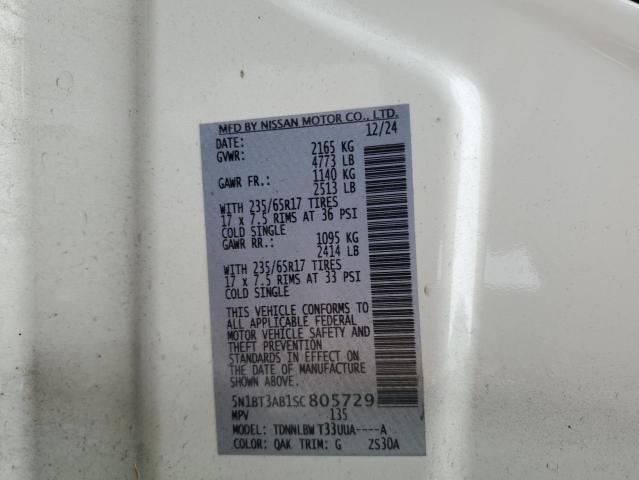 MFD BY NISSAN MOTOR CO., LTD.
DATE: 12/24
GVWR: 2165 KG
4773 LB
GAWR FR.: 1140 KG
2513 LB
WITH 235/65R17 TIRES
17 x 7.5 RIMS AT 36 PSI
COLD SINGLE
GAWR RR.: 1095 KG
2414 LB
WITH 235/65R17 TIRES
17 x 7.5 RIMS AT 33 PSI
COLD SINGLE
THIS VEHICLE CONFORMS TO
ALL APPLICABLE FEDERAL
MOTOR VEHICLE SAFETY AND
THEFT PREVENTION
STANDARDS IN EFFECT ON
THE DATE OF MANUFACTURE
SHOWN ABOVE.
5N1BT3AB1SC805729
MPV 135
MODEL: TDNNLBW T33UUA----A
COLOR: QAK TRIM: G ZS30A